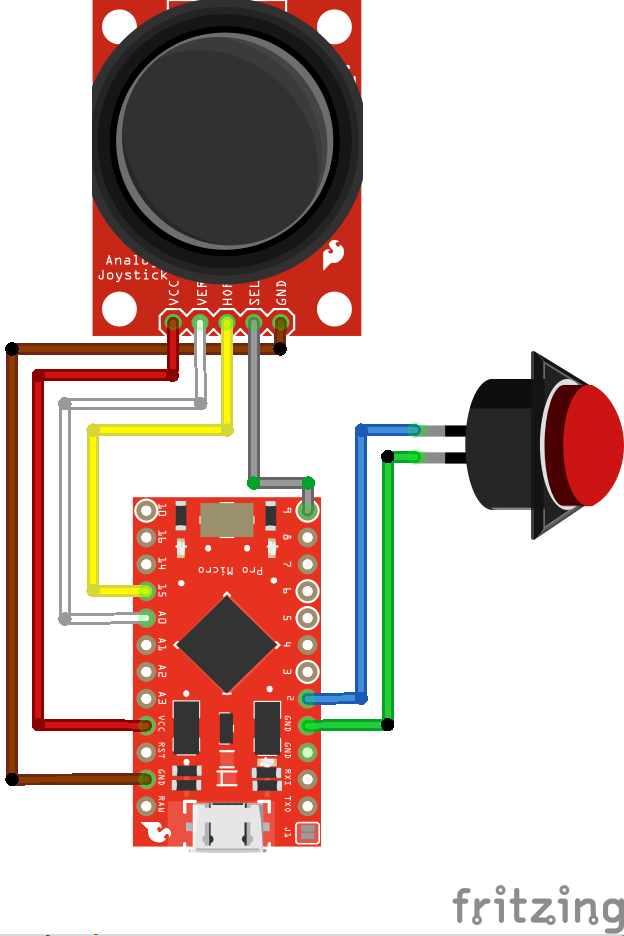 Analog
Joystick
VCC
VER
HOR
SEL
GND
10
16
14
15
A0
A1
A2
A3
VCC
RST
GND
RAW
Pro Micro
9
8
7
6
5
4
3
2
GND
GND
RXI
TXO
J1
fritzing